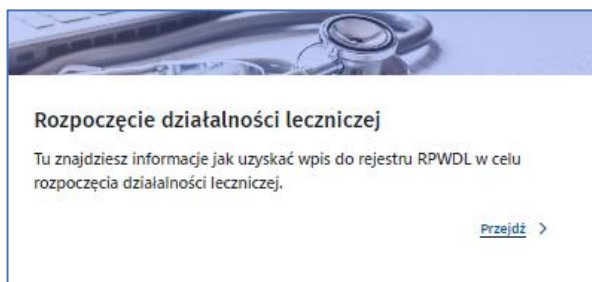 Rozpoczęcie działalności leczniczej
Tu znajdziesz informacje jak uzyskać wpis do rejestru RPWDL w celu
rozpoczęcia działalności leczniczej.
Przejdź